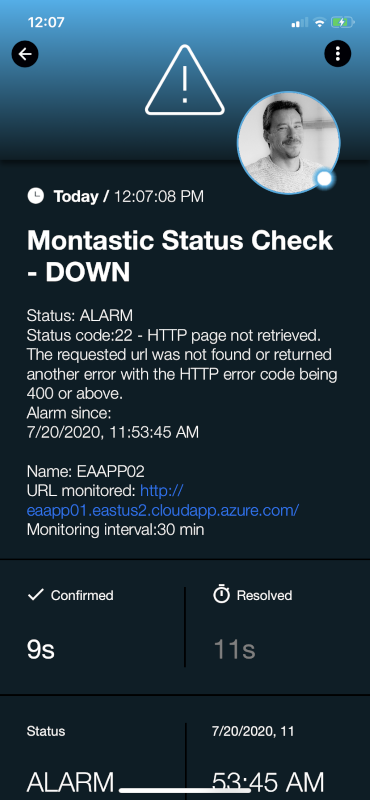 12:07
Today / 12:07:08 PM
Montastic Status Check
- DOWN
Status: ALARM
Status code:22 - HTTP page not retrieved.
The requested url was not found or returned
another error with the HTTP error code being
400 or above.
Alarm since:
7/20/2020, 11:53:45 AM
Name: EAAPP02
URL monitored: http://
eaapp01.eastus2.cloudapp.azure.com/
Monitoring interval:30 min
Confirmed
Resolved
9s
11s
Status
7/20/2020, 11
ALARM
53:45 AM